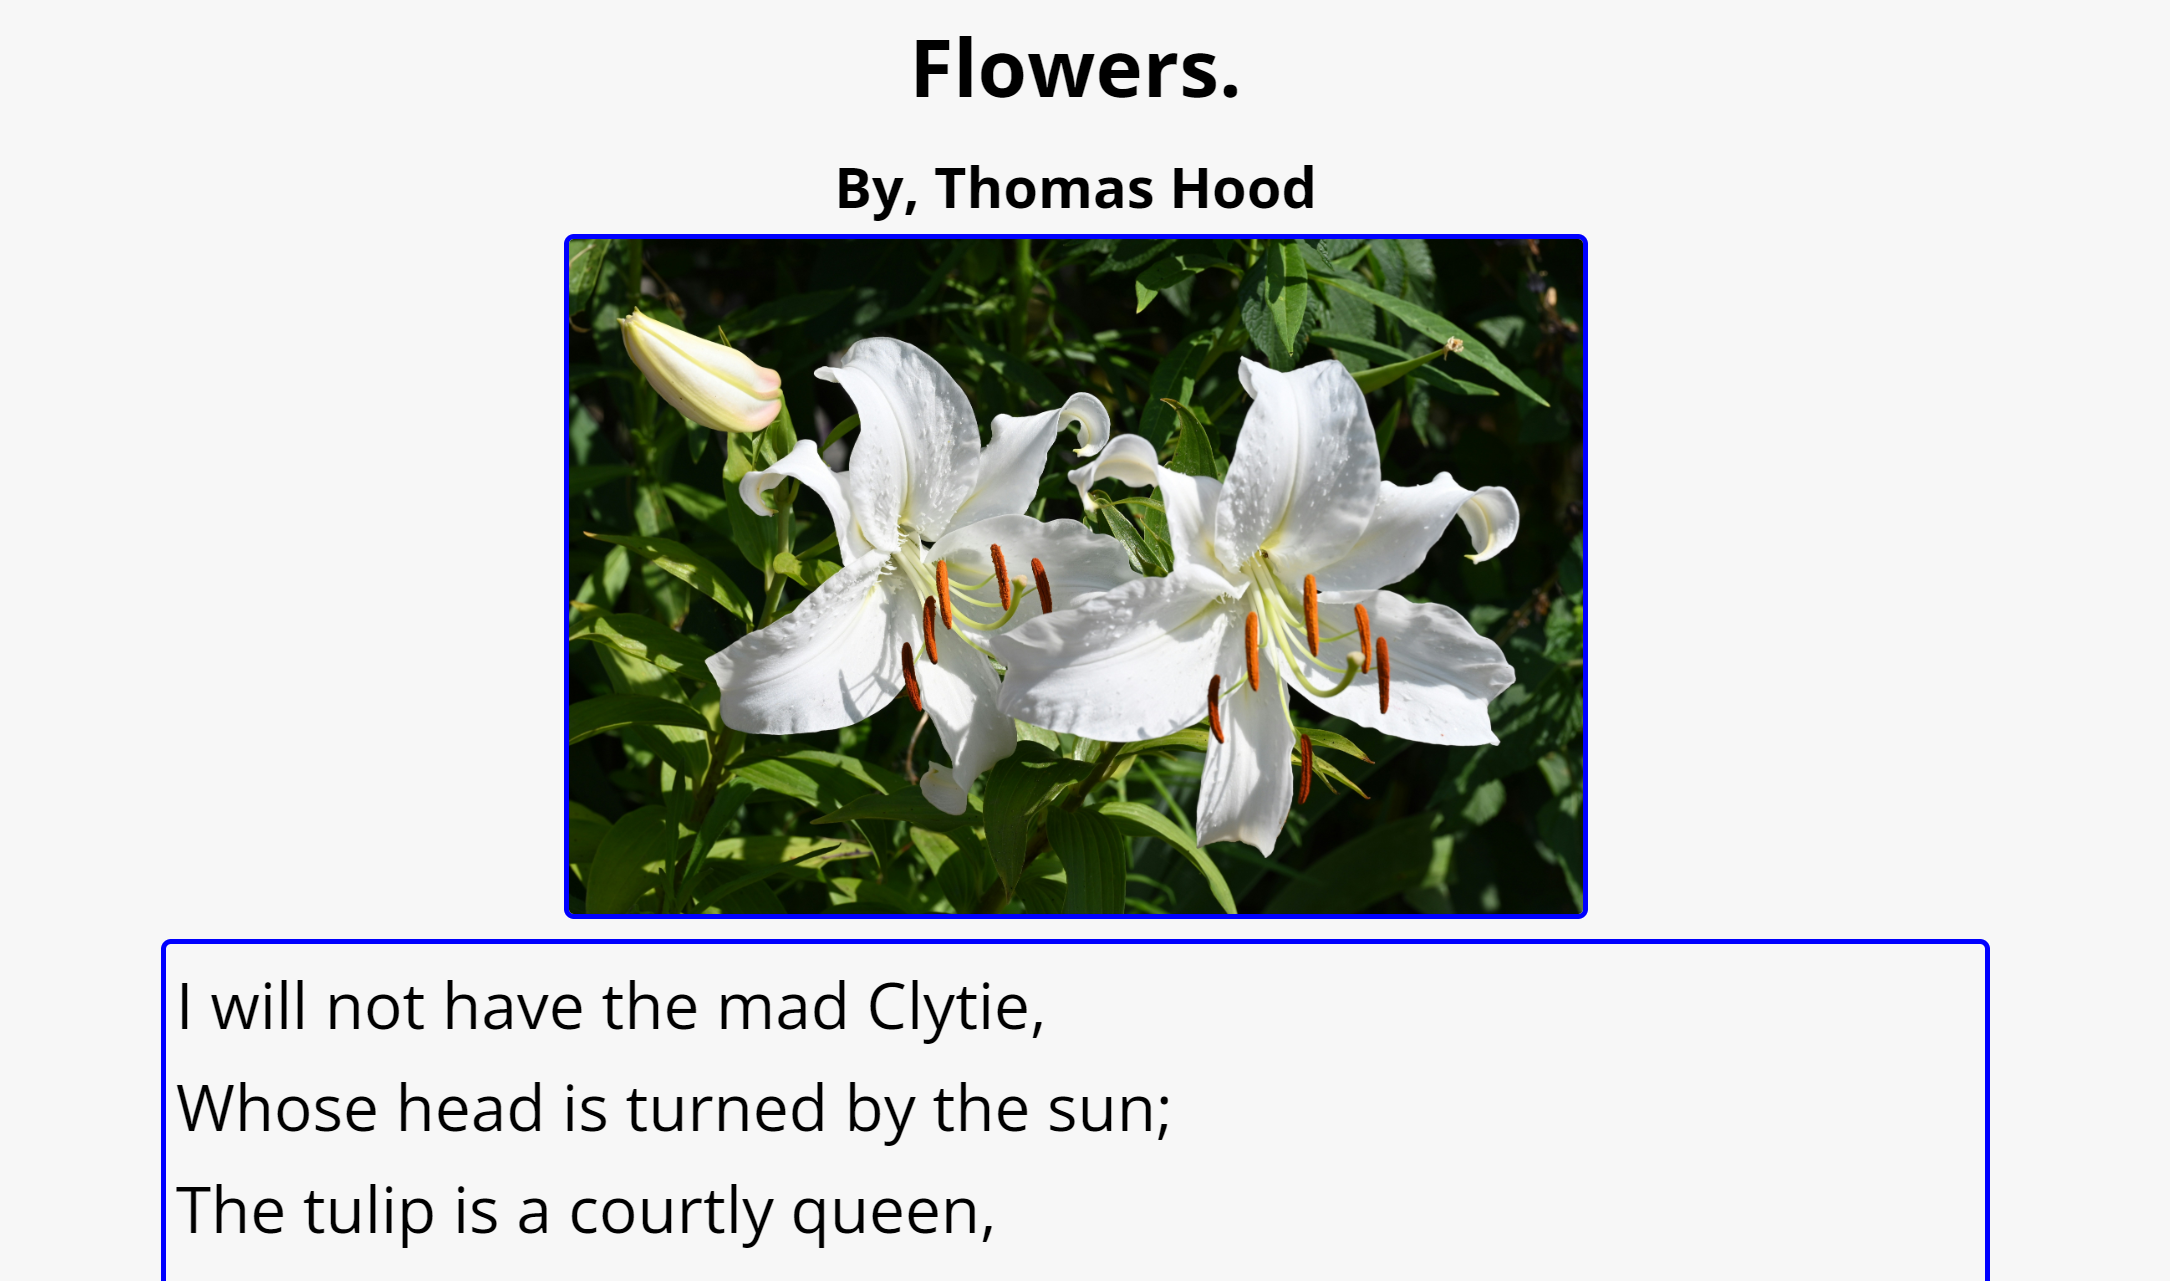 Flowers.
By, Thomas Hood
I will not have the mad Clytie,
Whose head is turned by the sun;
The tulip is a courtly queen,